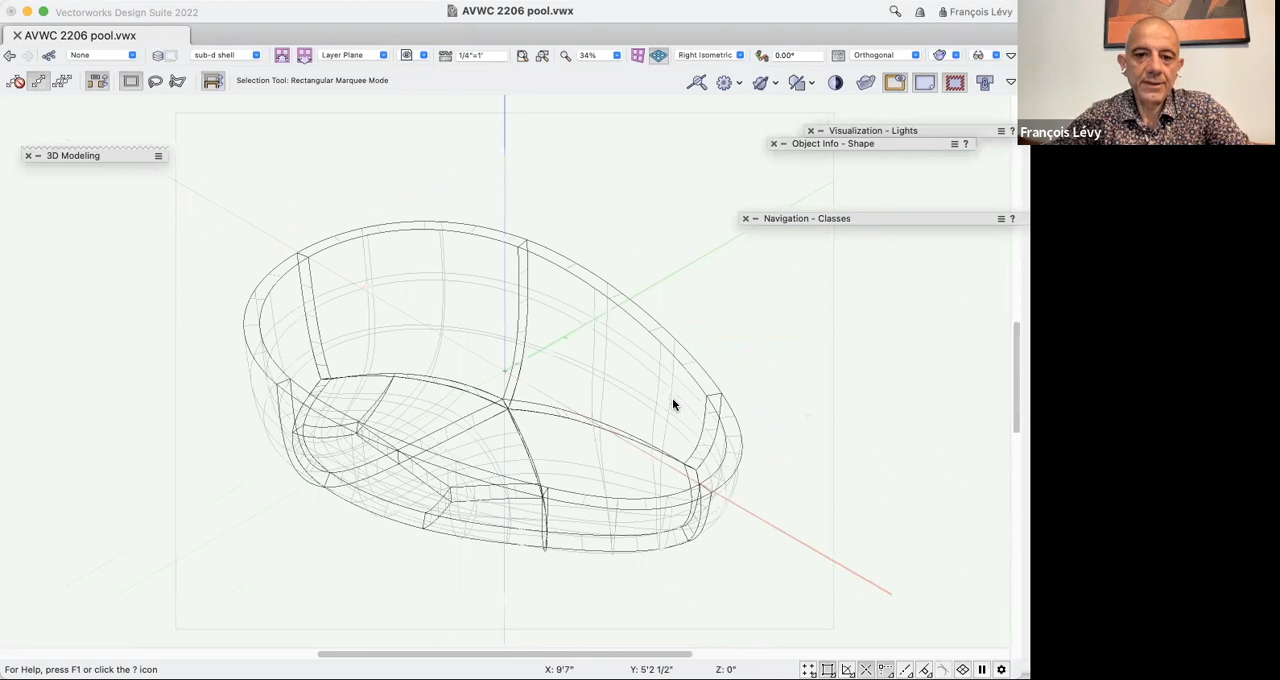 Vectorworks Design Suite 2022
AVWC 2206 pool.vwx
François Lévy
AVWC 2206 pool.vwx
None
sub-d shell
Layer Plane
1/4"=1'
34%
Right Isometric
0.00°
Orthogonal
Selection Tool: Rectangular Marquee Mode
Visualization - Lights
?
François Lévy
Object Info - Shape
?
3D Modeling
Navigation - Classes
?
For Help, press F1 or click the ? icon
X: 9'7"
Y: 5'2 1/2"
Z: 0"